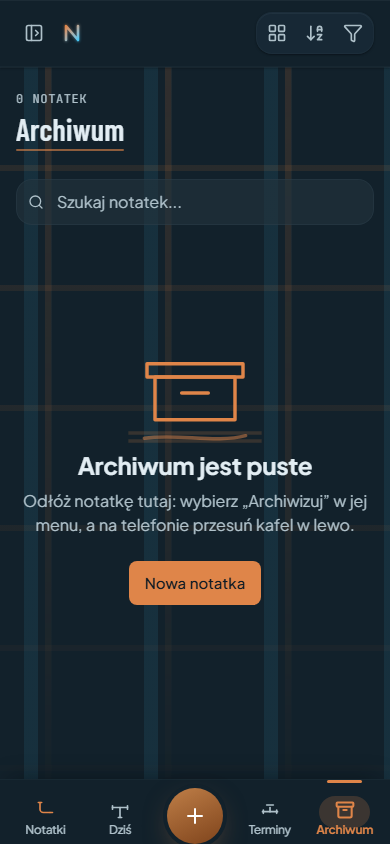 N
0 NOTATEK
Archiwum
Szukaj notatek...
Archiwum jest puste
Odłóż notatkę tutaj: wybierz „Archiwizuj” w jej
menu, a na telefonie przesuń kafel w lewo.
Nowa notatka
Notatki
Dziś
Terminy
Archiwum